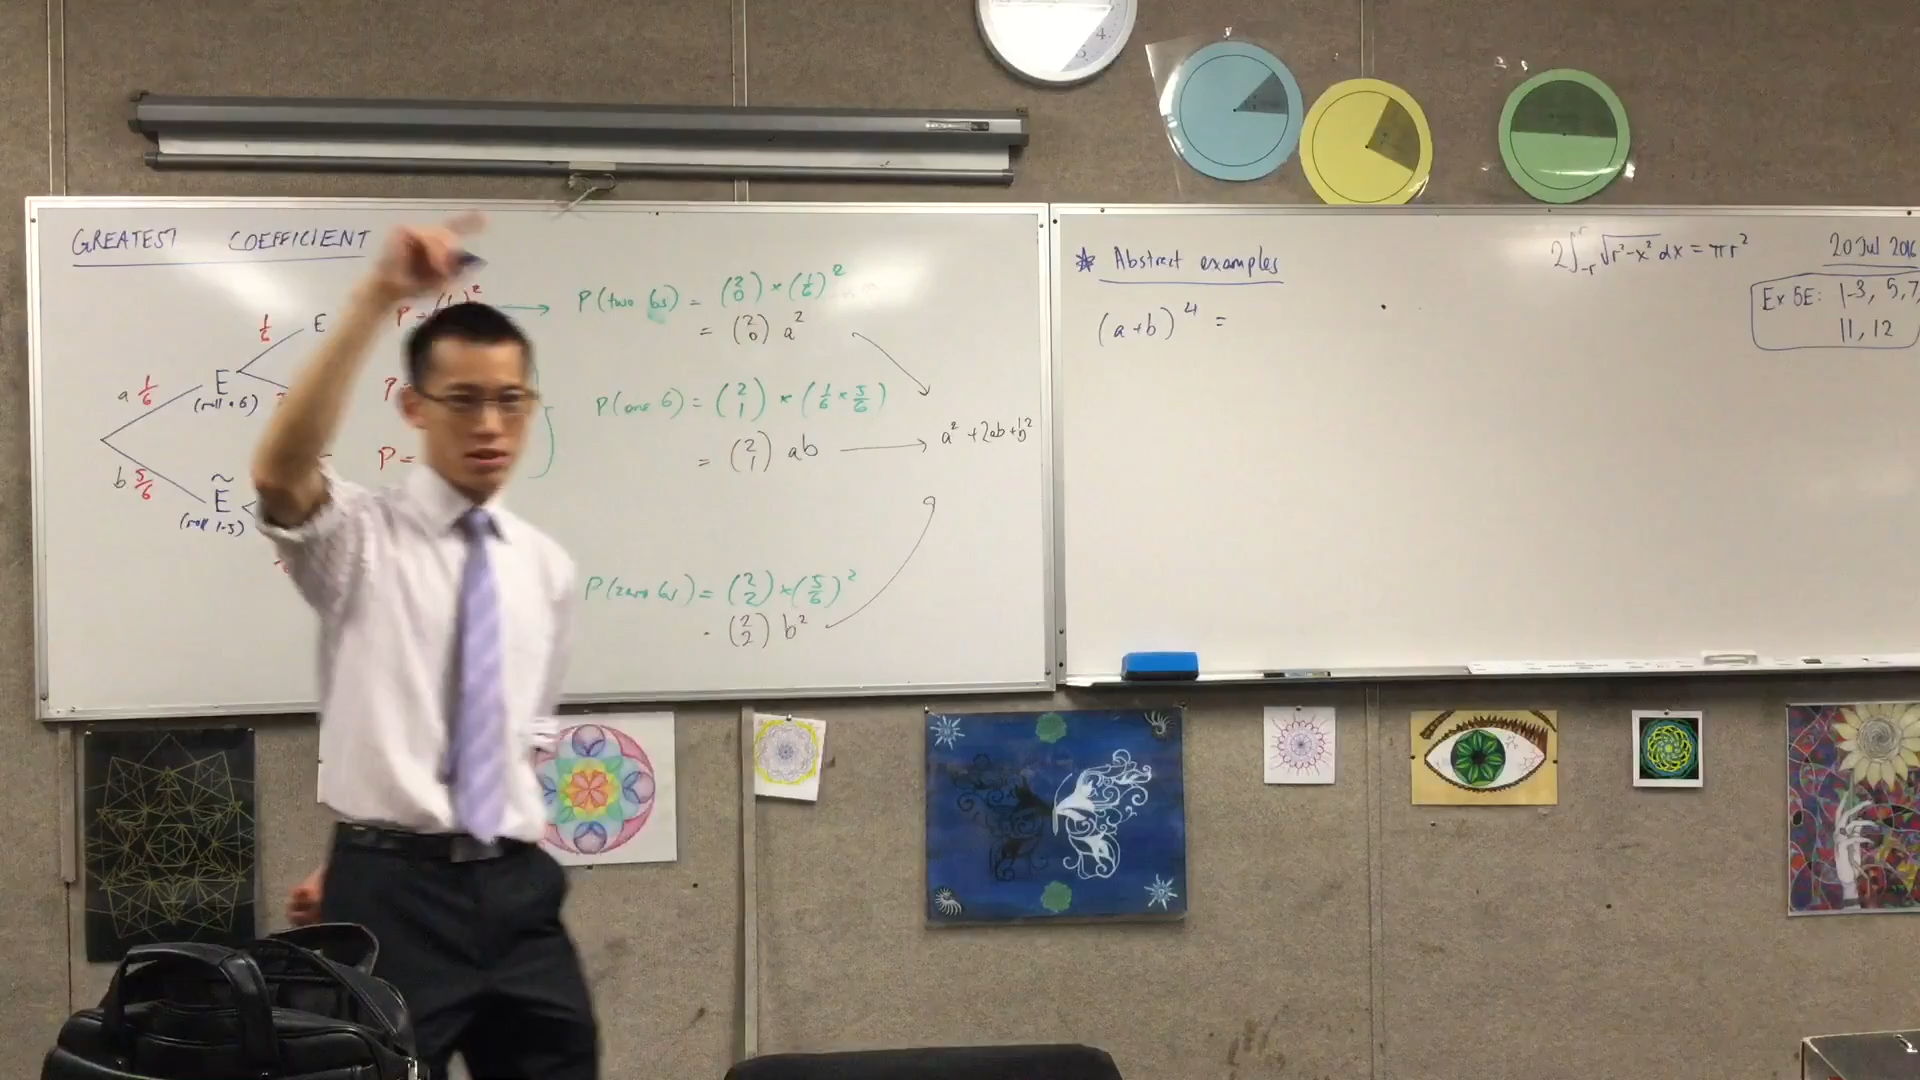 GREATEST COEFFICIENT
1/6 E
a 1/6 E
(roll a 6)
b 5/6 Ẽ
(roll 1-5)
P =
P =
P(two 6s) = (2 0) × (1/6)²
= (2 0) a²
P(one 6) = (2 1) × (1/6 × 5/6)
= (2 1) ab
a² + 2ab + b²
P(zero 6s) = (2 2) × (5/6)²
(2 2) b²
* Abstract examples
(a+b)⁴ =
2∫₋ᵣʳ √(r²-x²) dx = πr²
20 Jul 2016
Ex 5E: 1-3, 5, 7,
11, 12